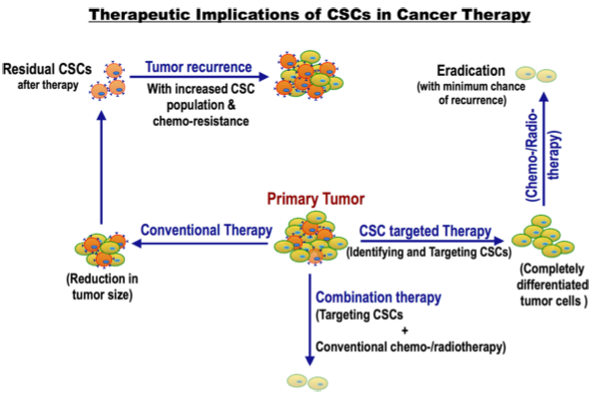 Therapeutic Implications of CSCs in Cancer Therapy
Residual CSCs
after therapy
Tumor recurrence
With increased CSC
population &
chemo-resistance
Eradication
(with minimum chance
of recurrence)
(Chemo-/Radio-
therapy)
Primary Tumor
Conventional Therapy
CSC targeted Therapy
(Identifying and Targeting CSCs)
(Reduction in
tumor size)
(Completely
differentiated
tumor cells )
Combination therapy
(Targeting CSCs
+
Conventional chemo-/radiotherapy)